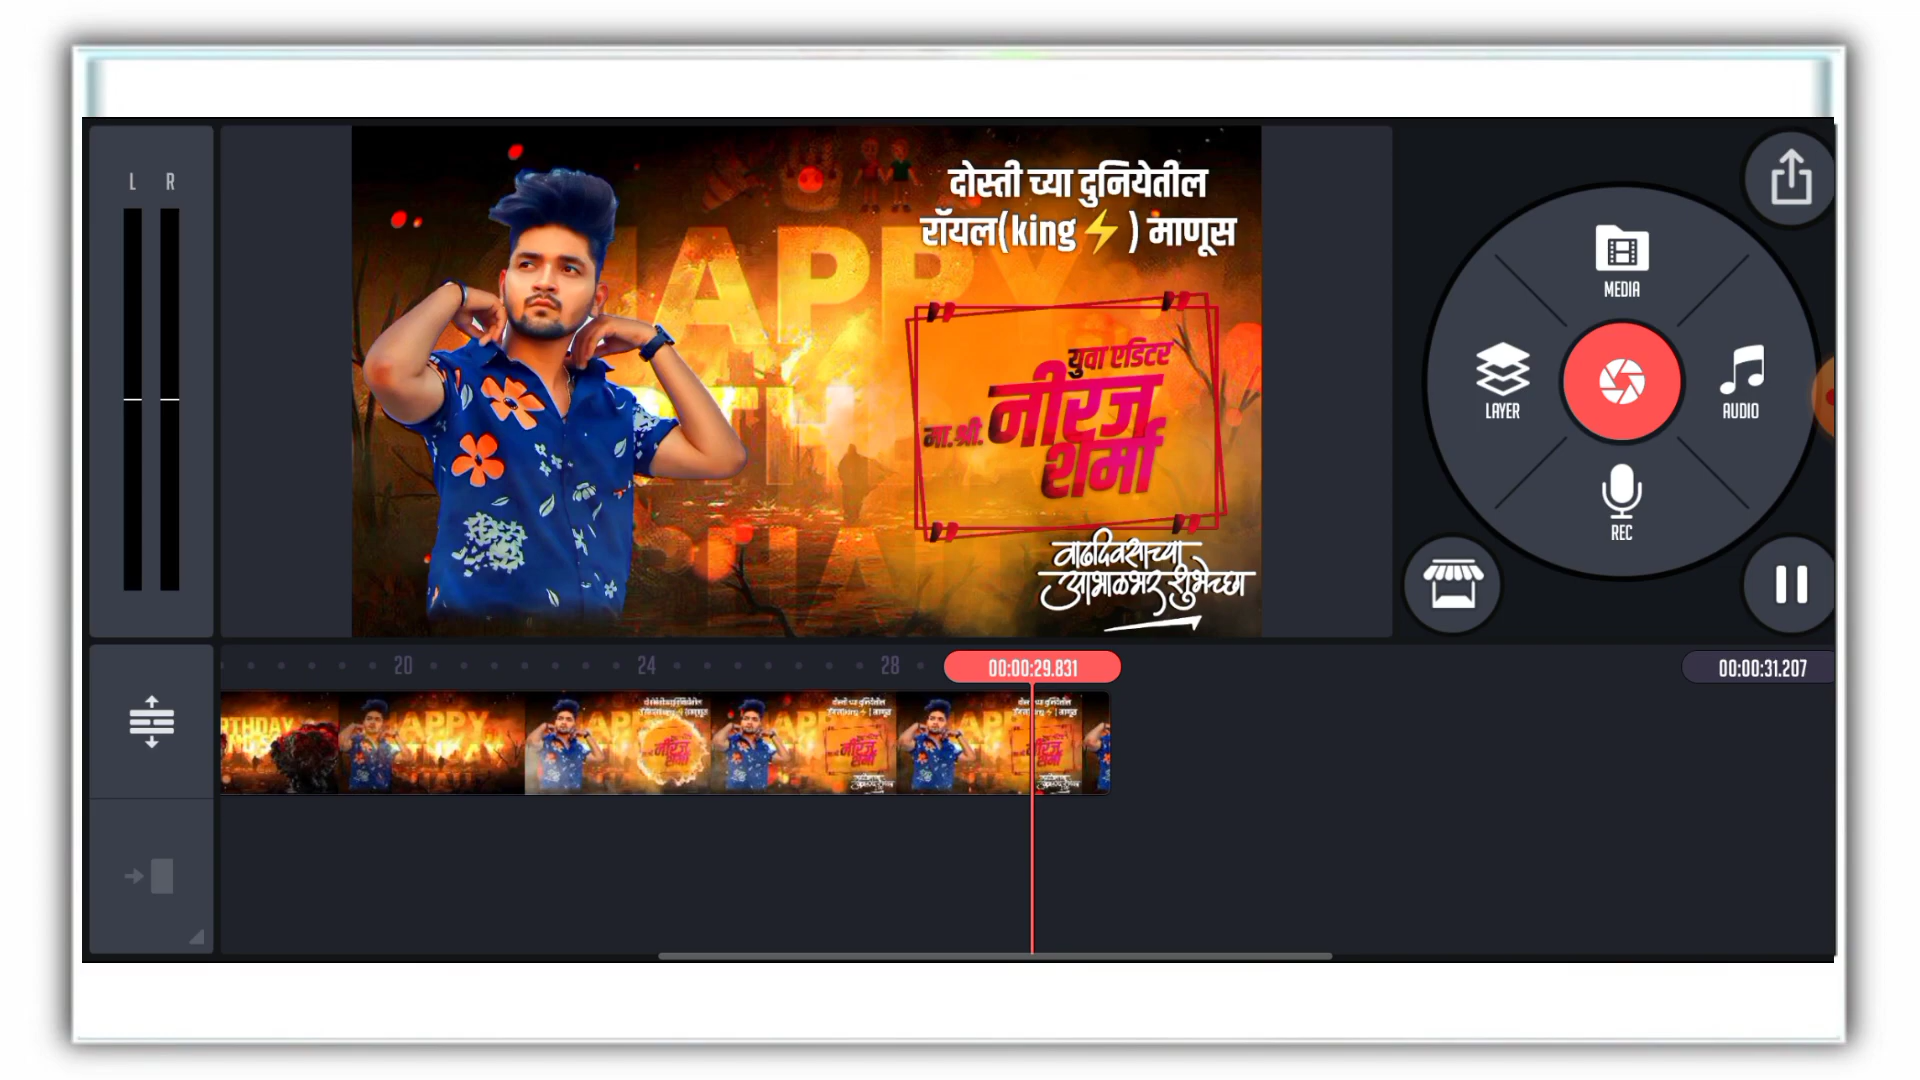 L R
दोस्ती च्या दुनियेतील
रॉयल(king⚡) माणूस
HAPPY
युवा एडिटर
मा.श्री. नीरज
शर्मा
वाढदिवसाच्या
आभाळभर शुभेच्छा
MEDIA
LAYER
AUDIO
REC
20
24
28
00:00:29.831
00:00:31.207